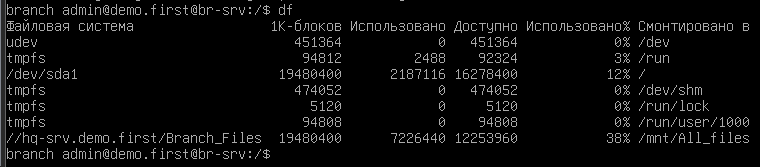 branch admin@demo.first@br-srv:/$ df
Файловая система 1K-блоков Использовано Доступно Использовано% Смонтировано в
udev 451364 0 451364 0% /dev
tmpfs 94812 2488 92324 3% /run
/dev/sda1 19480400 2187116 16278400 12% /
tmpfs 474052 0 474052 0% /dev/shm
tmpfs 5120 0 5120 0% /run/lock
tmpfs 94808 0 94808 0% /run/user/1000
//hq-srv.demo.first/Branch_Files 19480400 7226440 12253960 38% /mnt/All_files
branch admin@demo.first@br-srv:/$